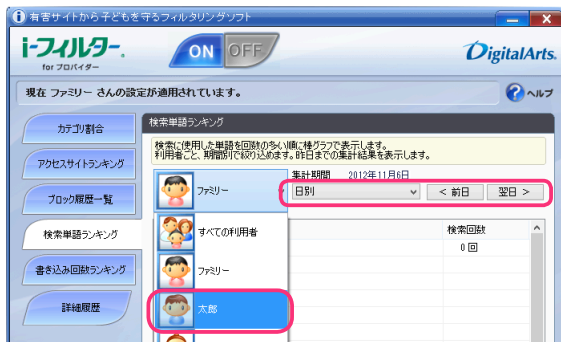 有害サイトから子どもを守るフィルタリングソフト
i-フィルター.
for プロバイダー
ON OFF
DigitalArts.
現在 ファミリー さんの設定が適用されています。
ヘルプ
カテゴリ割合
アクセスサイトランキング
ブロック履歴一覧
検索単語ランキング
書き込み回数ランキング
詳細履歴
検索単語ランキング
検索に使用した単語を回数の多い順に棒グラフで表示します。
利用者ごと、期間別で絞り込めます。昨日までの集計結果を表示します。
集計期間 2012年11月6日
ファミリー
日別
< 前日
翌日 >
検索回数
0 回
すべての利用者
ファミリー
太郎